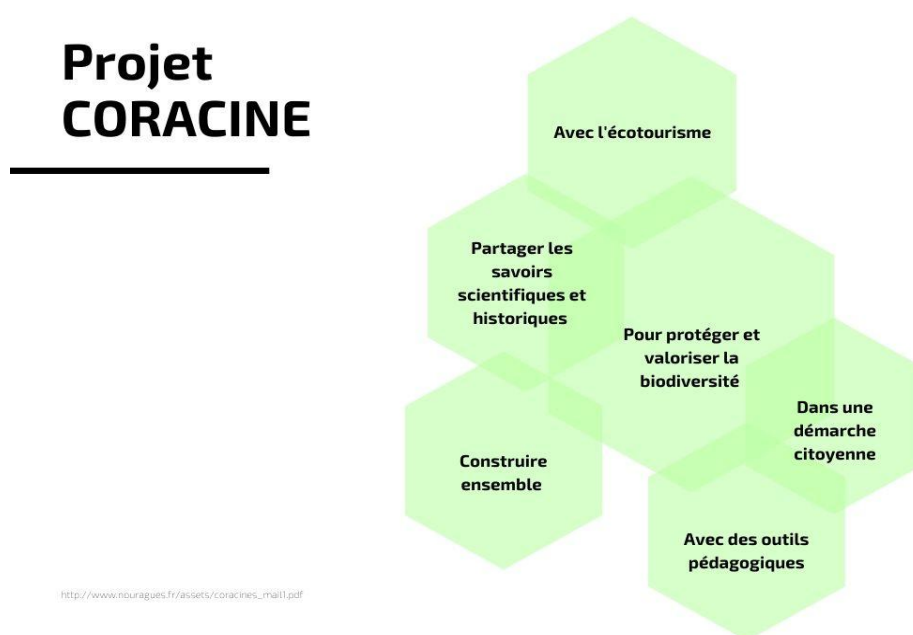 Projet
CORACINE
Avec l'écotourisme
Partager les
savoirs
scientifiques et
historiques
Pour protéger et
valoriser la
biodiversité
Dans une
démarche
citoyenne
Construire
ensemble
Avec des outils
pédagogiques
http://www.nouragues.fr/assets/coracines_mail1.pdf